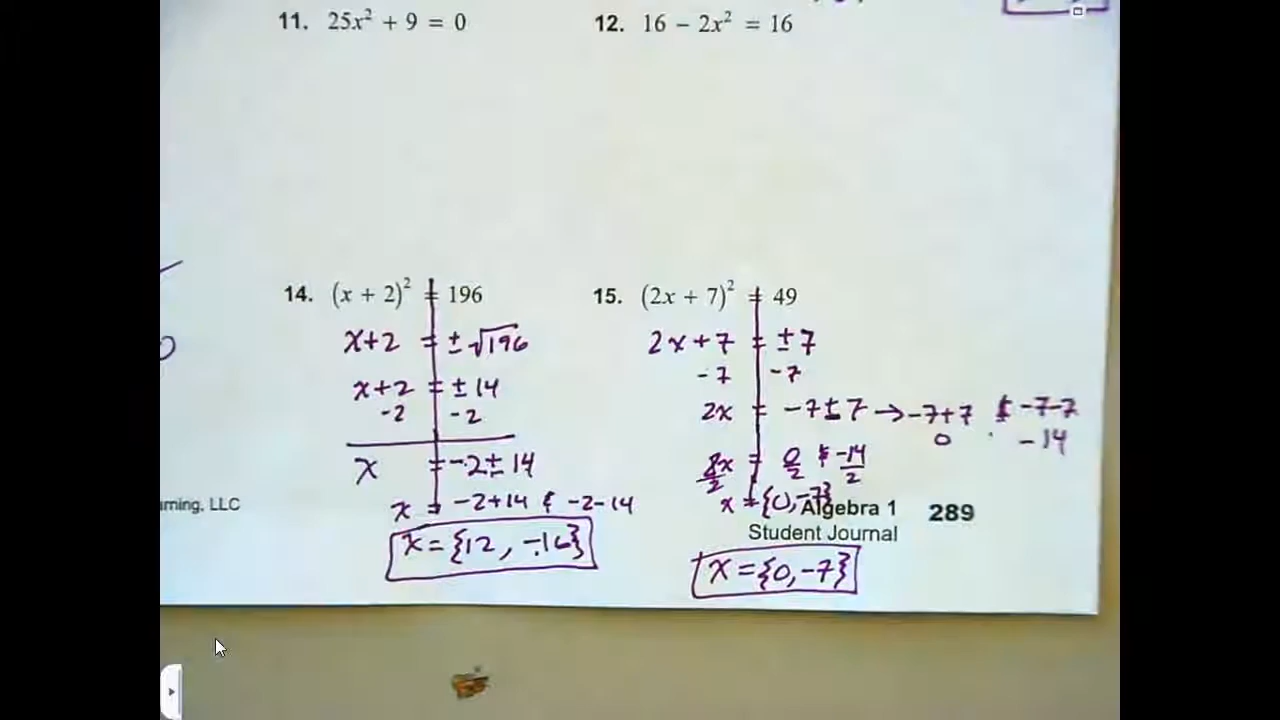 11. 25x² + 9 = 0
12. 16 − 2x² = 16
14. (x + 2)² = 196
x+2 = ±√196
x+2 = ±14
-2 -2
x = -2±14
x = -2+14 & -2-14
x = {12, -16}
15. (2x + 7)² = 49
2x+7 = ±7
-7 -7
2x = -7±7 → -7+7 & -7-7
0 -14
2x/2 = 0/2 & -14/2
x = {0, -7}
x = {0, -7}
rning, LLC
Algebra 1 289
Student Journal